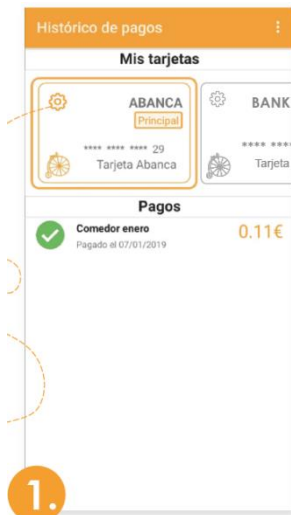 Histórico de pagos
Mis tarjetas
ABANCA
Principal
**** **** **** 29
Tarjeta Abanca
BANK
**** ****
Tarjeta
Pagos
Comedor enero
0.11€
Pagado el 07/01/2019
1.